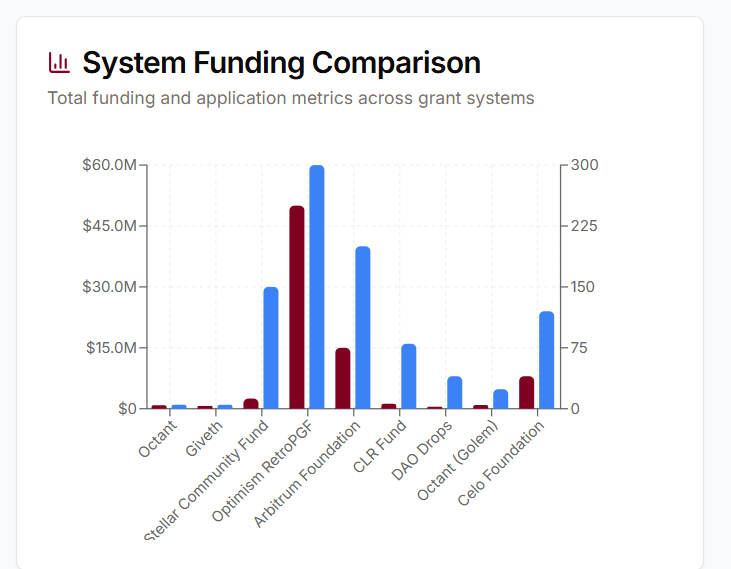 System Funding Comparison
Total funding and application metrics across grant systems
$60.0M
$45.0M
$30.0M
$15.0M
$0
300
225
150
75
0
Octant
Giveth
Stellar Community Fund
Optimism RetroPGF
Arbitrum Foundation
CLR Fund
DAO Drops
Octant (Golem)
Celo Foundation